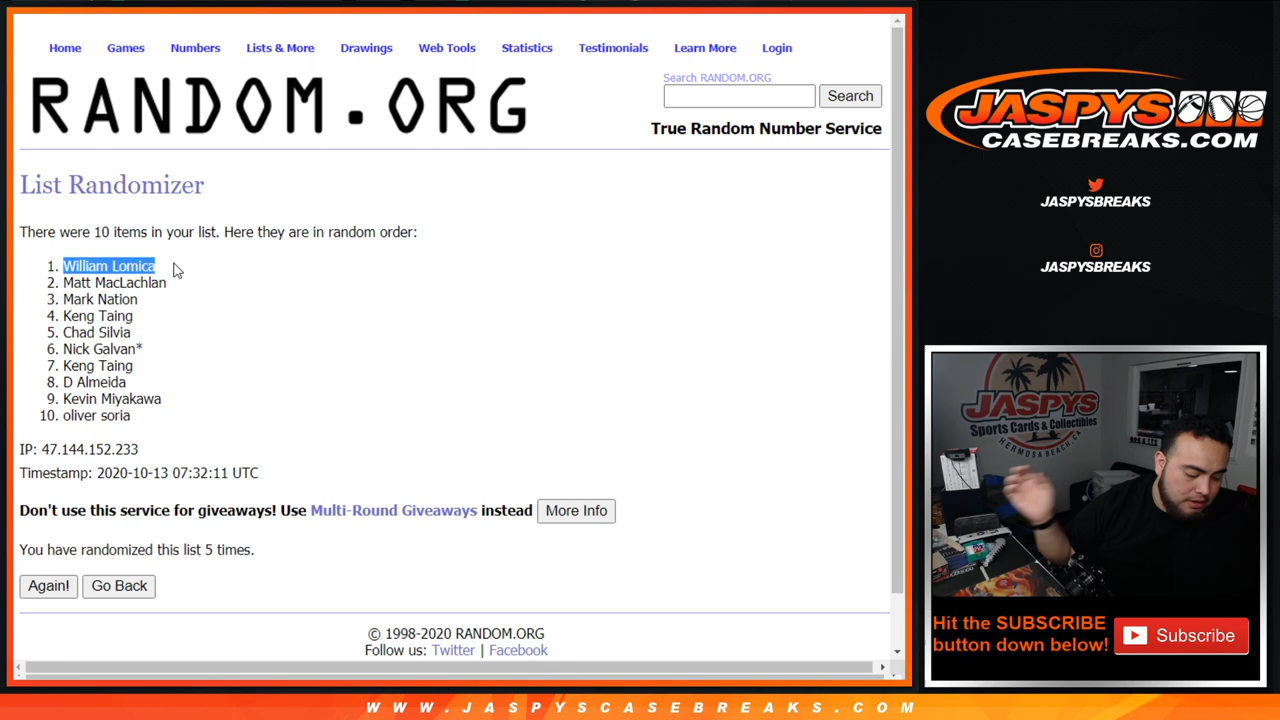 Home Games Numbers Lists & More Drawings Web Tools Statistics Testimonials Learn More Login
RANDOM.ORG
Search RANDOM.ORG
Search
True Random Number Service
List Randomizer
There were 10 items in your list. Here they are in random order:
1. William Lomica
2. Matt MacLachlan
3. Mark Nation
4. Keng Taing
5. Chad Silvia
6. Nick Galvan*
7. Keng Taing
8. D Almeida
9. Kevin Miyakawa
10. oliver soria
IP: 47.144.152.233
Timestamp: 2020-10-13 07:32:11 UTC
Don't use this service for giveaways! Use Multi-Round Giveaways instead More Info
You have randomized this list 5 times.
Again! Go Back
© 1998-2020 RANDOM.ORG
Follow us: Twitter | Facebook
JASPYS
CASEBREAKS.COM
JASPYSBREAKS
JASPYSBREAKS
JASPYS
Sports Cards & Collectibles
HERMOSA BEACH, CA
Hit the SUBSCRIBE
button down below!
Subscribe
WWW.JASPYSCASEBREAKS.COM